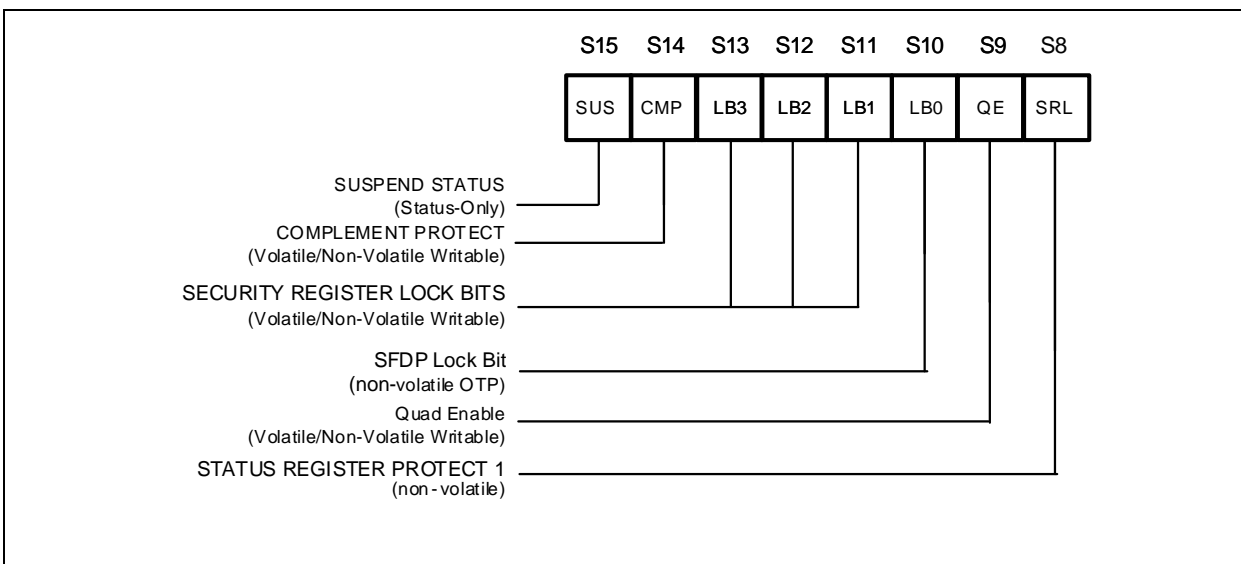 S15 S14 S13 S12 S11 S10 S9 S8
SUS CMP LB3 LB2 LB1 LB0 QE SRL
SUSPEND STATUS
(Status-Only)
COMPLEMENT PROTECT
(Volatile/Non-Volatile Writable)
SECURITY REGISTER LOCK BITS
(Volatile/Non-Volatile Writable)
SFDP Lock Bit
(non-volatile OTP)
Quad Enable
(Volatile/Non-Volatile Writable)
STATUS REGISTER PROTECT 1
(non-volatile)